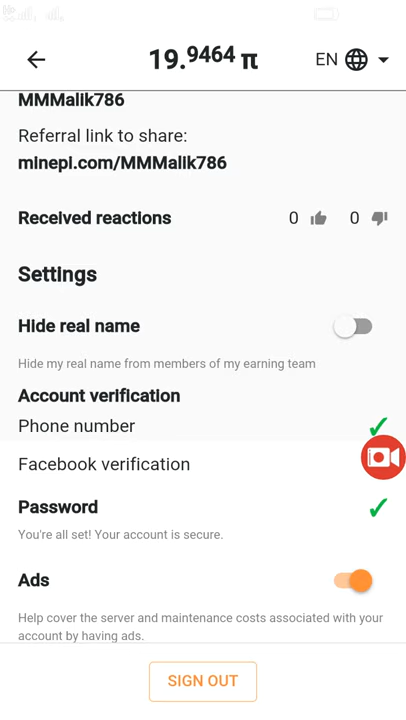 19.9464 π
EN
MMMalik786
Referral link to share:
minepi.com/MMMalik786
Received reactions
0
0
Settings
Hide real name
Hide my real name from members of my earning team
Account verification
Phone number
Facebook verification
Password
You're all set! Your account is secure.
Ads
Help cover the server and maintenance costs associated with your
account by having ads.
SIGN OUT